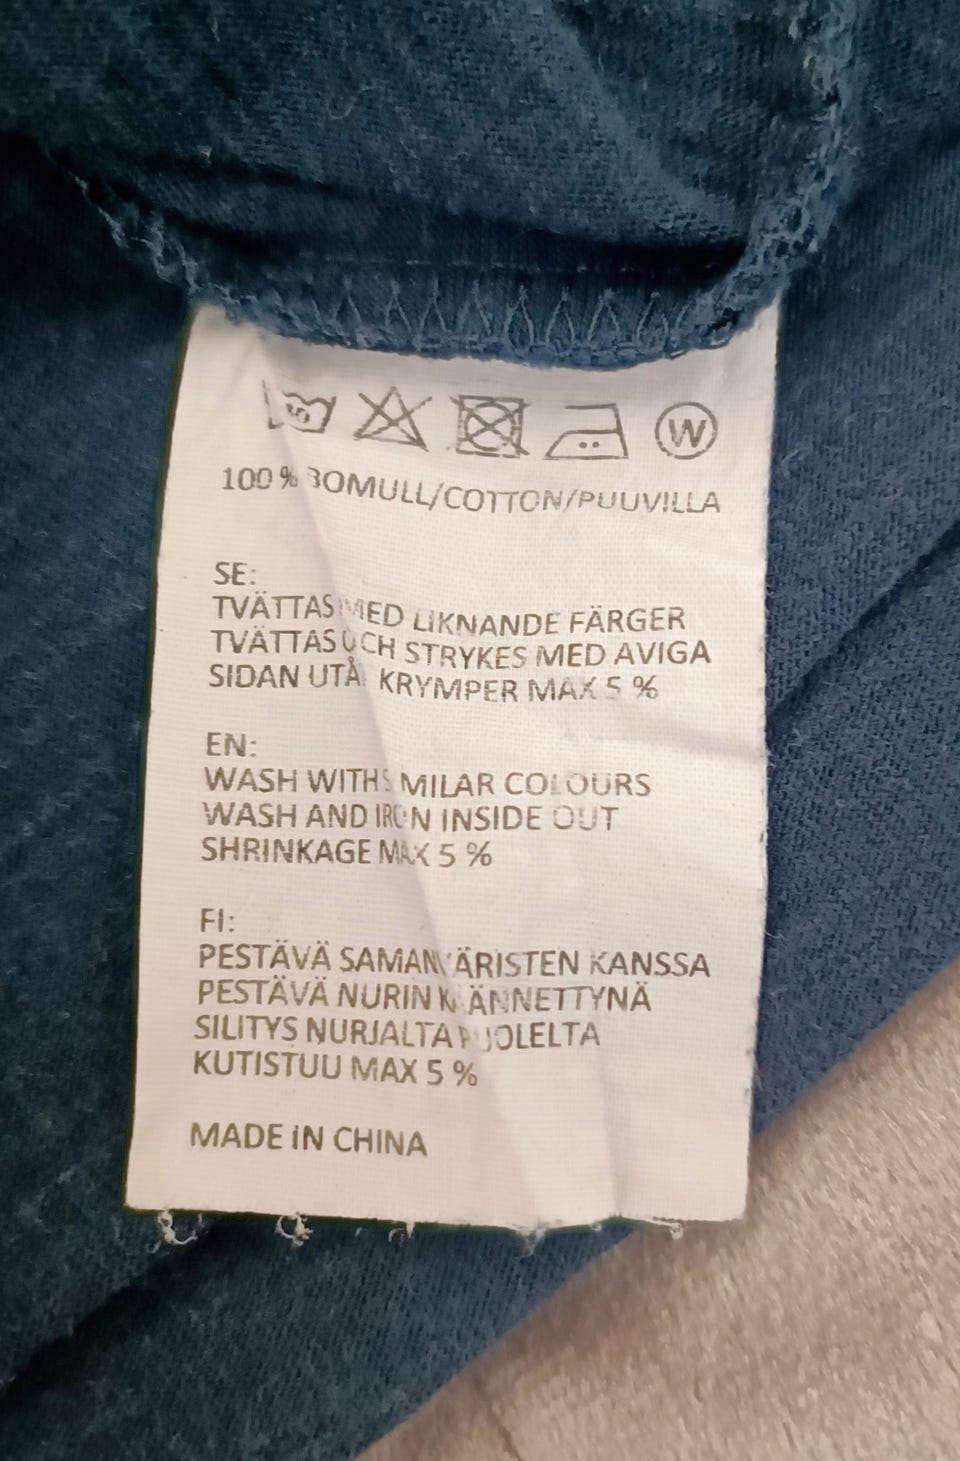 W
100 % BOMULL/COTTON/PUUVILLA
SE:
TVÄTTAS MED LIKNANDE FÄRGER
TVÄTTAS OCH STRYKES MED AVIGA
SIDAN UTÅT KRYMPER MAX 5 %
EN:
WASH WITH SIMILAR COLOURS
WASH AND IRON INSIDE OUT
SHRINKAGE MAX 5 %
FI:
PESTÄVÄ SAMANVÄRISTEN KANSSA
PESTÄVÄ NURIN KÄÄNNETTYNÄ
SILITYS NURJALTA PUOLELTA
KUTISTUU MAX 5 %
MADE IN CHINA